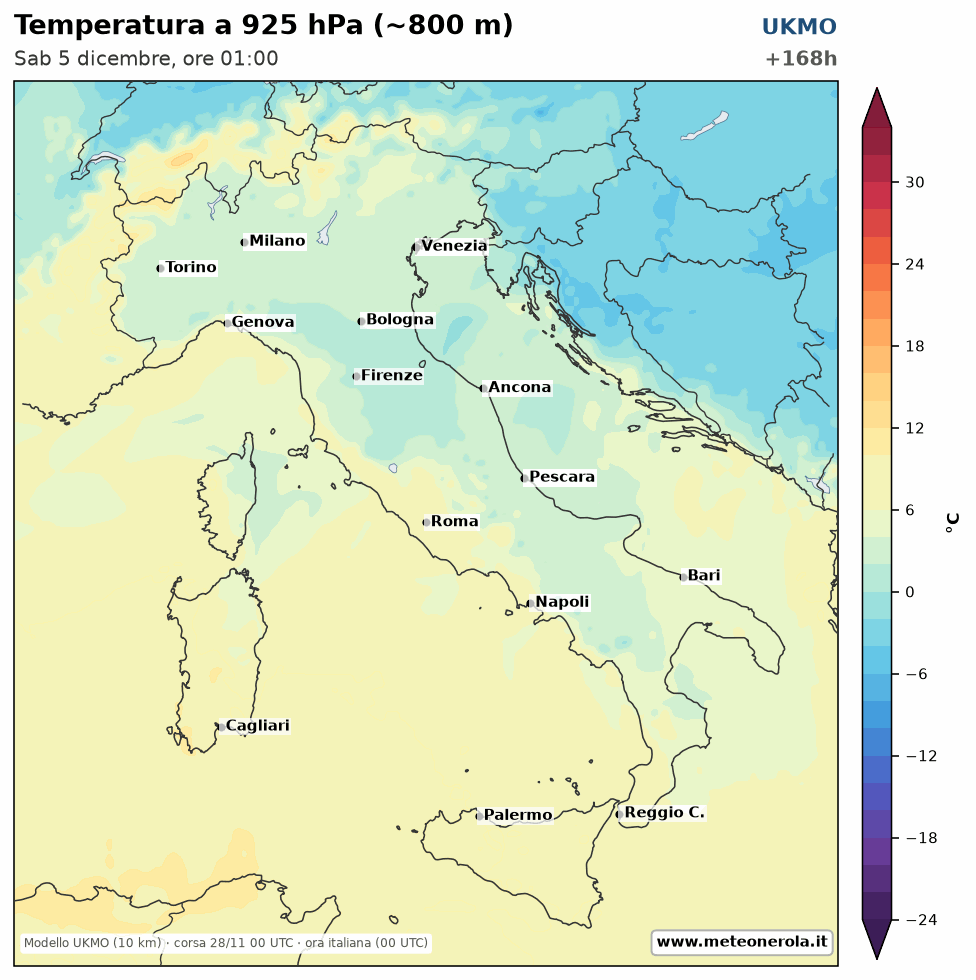 Temperatura a 925 hPa (~800 m)
UKMO
Sab 5 dicembre, ore 01:00
+168h
Milano
Venezia
Torino
Genova
Bologna
Firenze
Ancona
Pescara
Roma
Bari
Napoli
Cagliari
Palermo
Reggio C.
30
24
18
12
6
0
−6
−12
−18
−24
°C
Modello UKMO (10 km) · corsa 28/11 00 UTC · ora italiana (00 UTC)
www.meteonerola.it